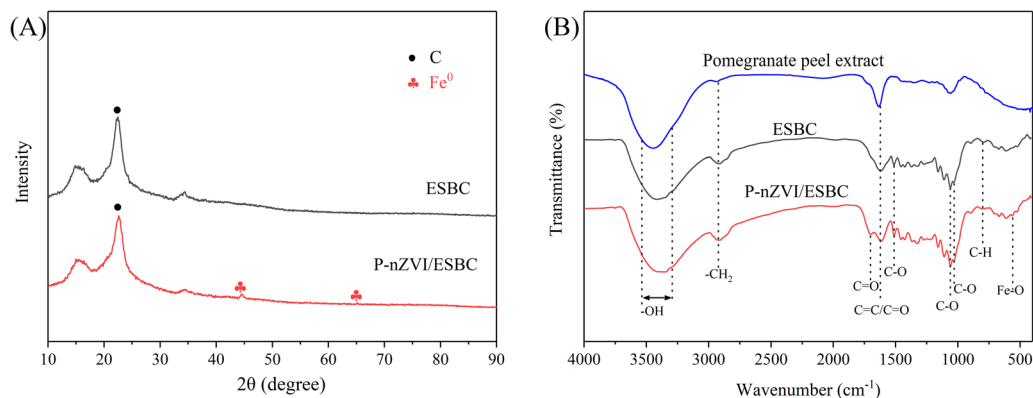 (A)
C
Fe⁰
ESBC
P-nZVI/ESBC
Intensity
10 20 30 40 50 60 70 80 90
2θ (degree)
(B)
Pomegranate peel extract
ESBC
P-nZVI/ESBC
Transmittance (%)
-OH
-CH₂
C=O
C=C/C=O
C-O
C-O
C-O
C-H
Fe-O
4000 3500 3000 2500 2000 1500 1000 500
Wavenumber (cm⁻¹)